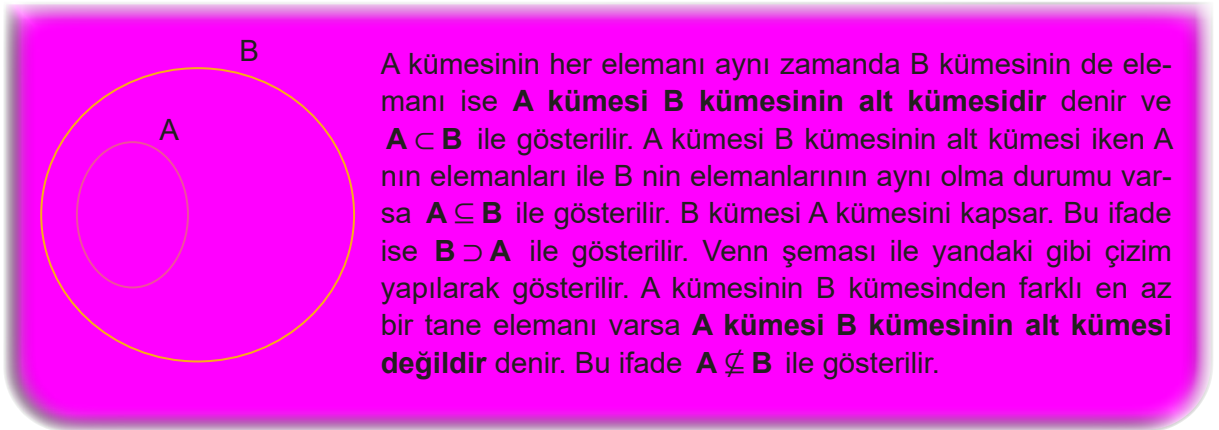 B
A
A kümesinin her elemanı aynı zamanda B kümesinin de ele-
manı ise A kümesi B kümesinin alt kümesidir denir ve
A ⊂ B ile gösterilir. A kümesi B kümesinin alt kümesi iken A
nın elemanları ile B nin elemanlarının aynı olma durumu var-
sa A ⊆ B ile gösterilir. B kümesi A kümesini kapsar. Bu ifade
ise B ⊃ A ile gösterilir. Venn şeması ile yandaki gibi çizim
yapılarak gösterilir. A kümesinin B kümesinden farklı en az
bir tane elemanı varsa A kümesi B kümesinin alt kümesi
değildir denir. Bu ifade A ⊈ B ile gösterilir.